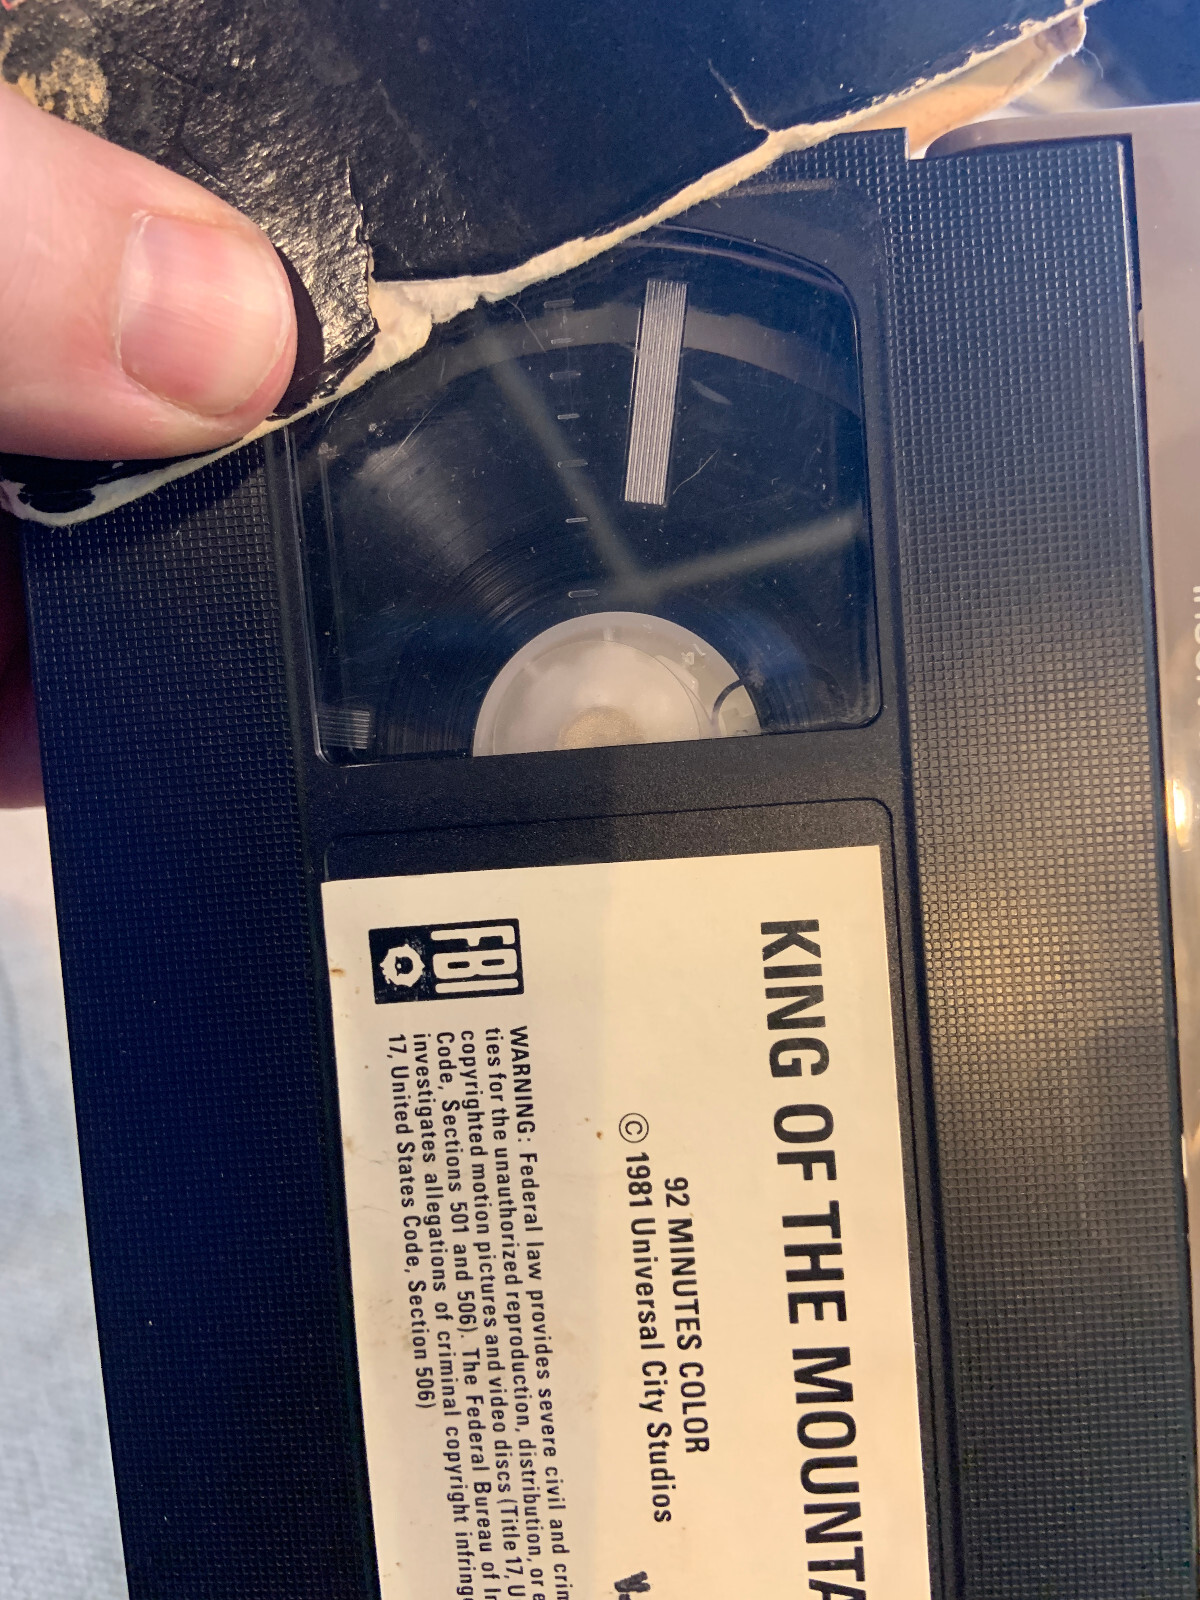 KING OF THE MOUNTA
92 MINUTES COLOR
© 1981 Universal City Studios
FBI
WARNING: Federal law provides severe civil and crim
ties for the unauthorized reproduction, distribution, or e
copyrighted motion pictures and video discs (Title 17, U
Code, Sections 501 and 506). The Federal Bureau of In
investigates allegations of criminal copyright infringe
17, United States Code, Section 506)